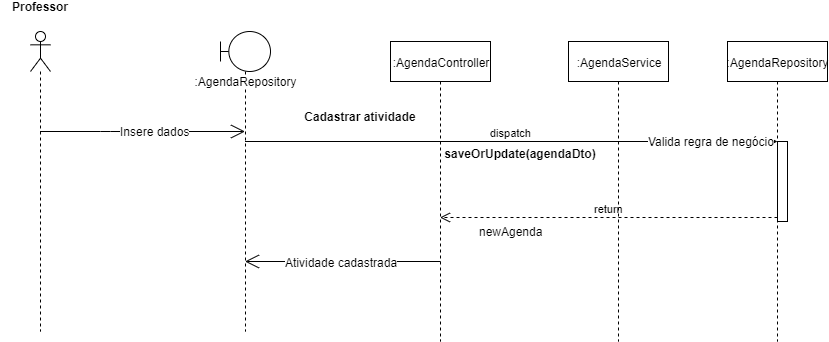 Professor
:AgendaRepository
:AgendaController
:AgendaService
:AgendaRepository
Cadastrar atividade
Insere dados
dispatch
Valida regra de negócio
saveOrUpdate(agendaDto)
return
newAgenda
Atividade cadastrada